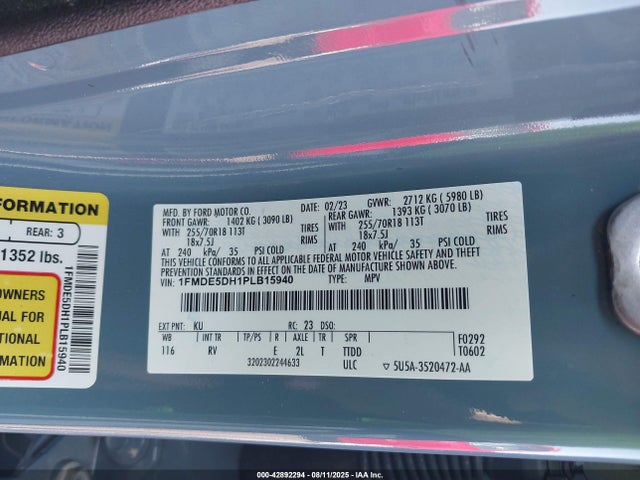 FORMATION
REAR: 3
1352 lbs.
OWNERS
AL FOR
TIONAL
MATION
1FMDE5DH1PLB15940
MFD. BY FORD MOTOR CO. 02/23 GVWR: 2712 KG ( 5980 LB)
FRONT GAWR: 1402 KG ( 3090 LB) REAR GAWR: 1393 KG ( 3070 LB)
WITH 255/70R18 113T TIRES WITH 255/70R18 113T TIRES
18x7.5J RIMS 18x7.5J RIMS
AT 240 kPa/ 35 PSI COLD AT 240 kPa/ 35 PSI COLD
THIS VEHICLE CONFORMS TO ALL APPLICABLE FEDERAL MOTOR VEHICLE SAFETY, BUMPER, AND THEFT
PREVENTION STANDARDS IN EFFECT ON THE DATE OF MANUFACTURE SHOWN ABOVE.
VIN: 1FMDE5DH1PLB15940 TYPE: MPV
EXT PNT: KU RC: 23 DSO:
WB INT TR TP/PS R AXLE TR SPR F0292
116 RV E 2L T TTDD T0602
3202302244633 ULC ▽ 5U5A-3520472-AA
000-42892294 - 08/11/2025 - IAA Inc.